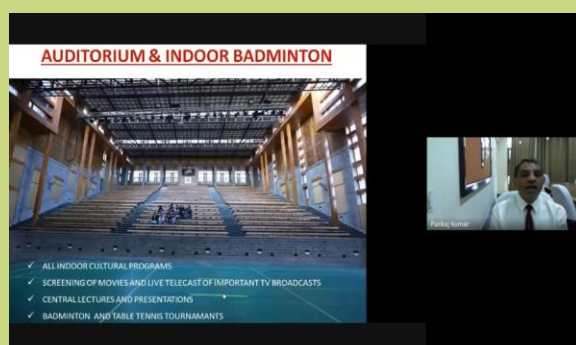 AUDITORIUM & INDOOR BADMINTON
✓ ALL INDOOR CULTURAL PROGRAMS
✓ SCREENING OF MOVIES AND LIVE TELECAST OF IMPORTANT TV BROADCASTS
✓ CENTRAL LECTURES AND PRESENTATIONS
✓ BADMINTON AND TABLE TENNIS TOURNAMANTS
Pankaj Kumar